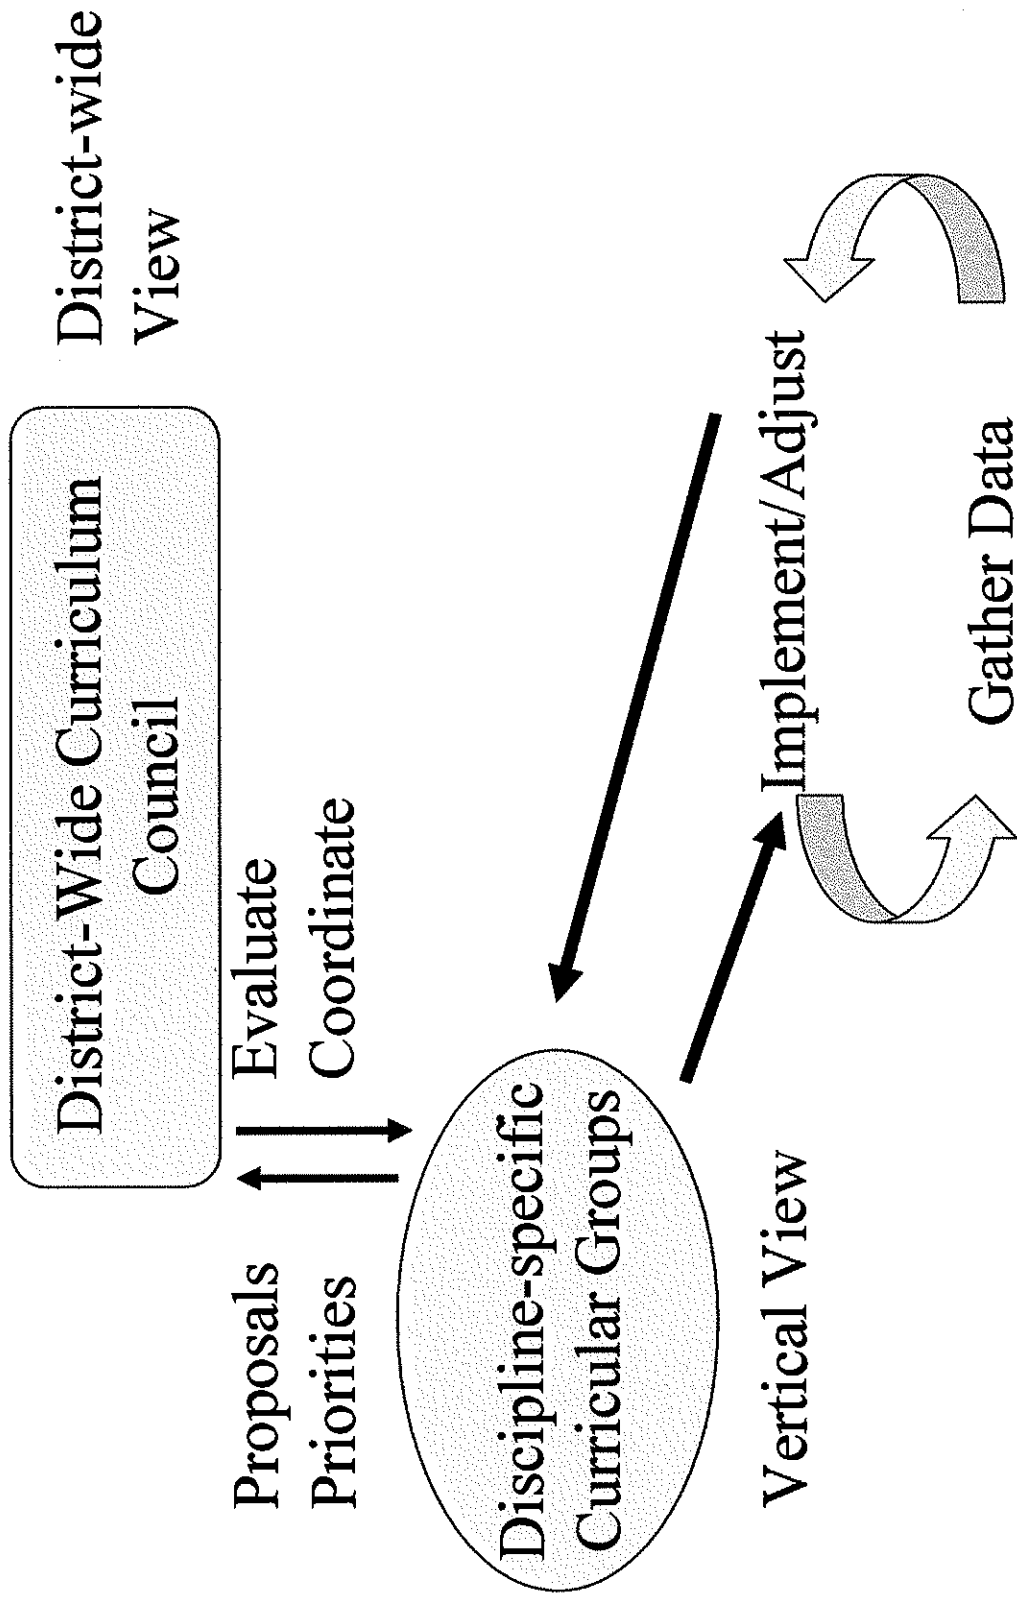 District-Wide Curriculum
Council
District-wide
View
Proposals
Priorities
Evaluate
Coordinate
Discipline-specific
Curricular Groups
Vertical View
Implement/Adjust
Gather Data